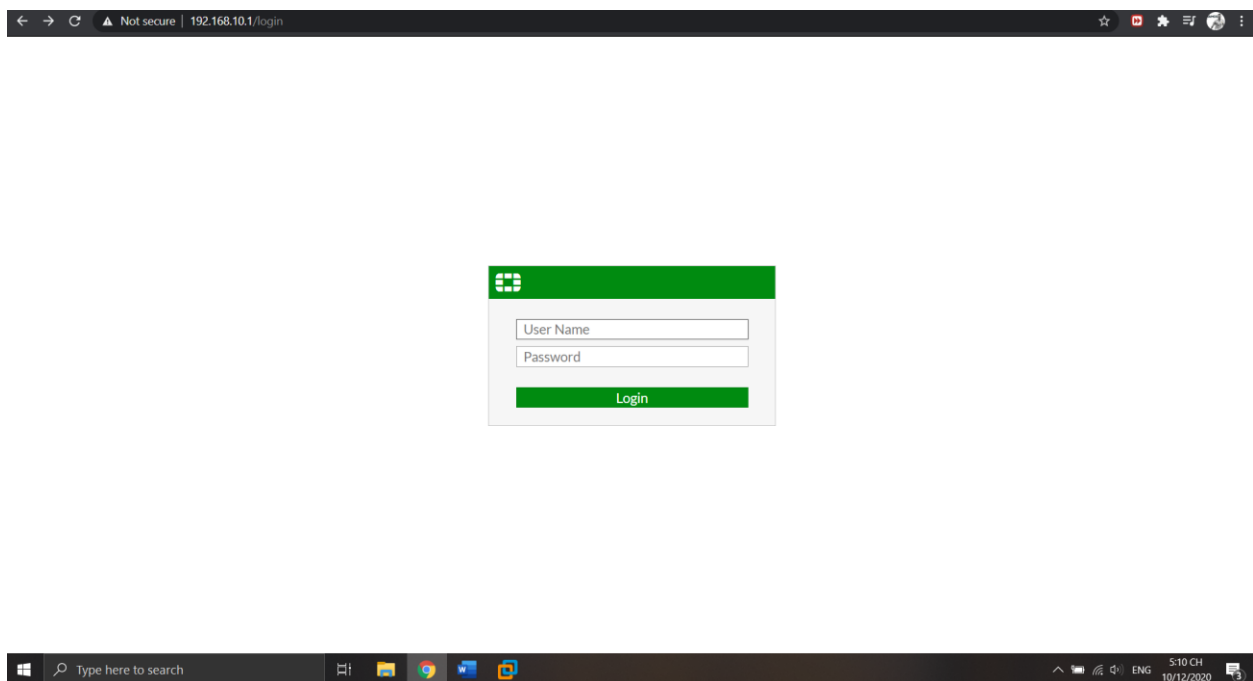 Not secure | 192.168.10.1/login
User Name
Password
Login
Type here to search
ENG
5:10 CH
10/12/2020
3